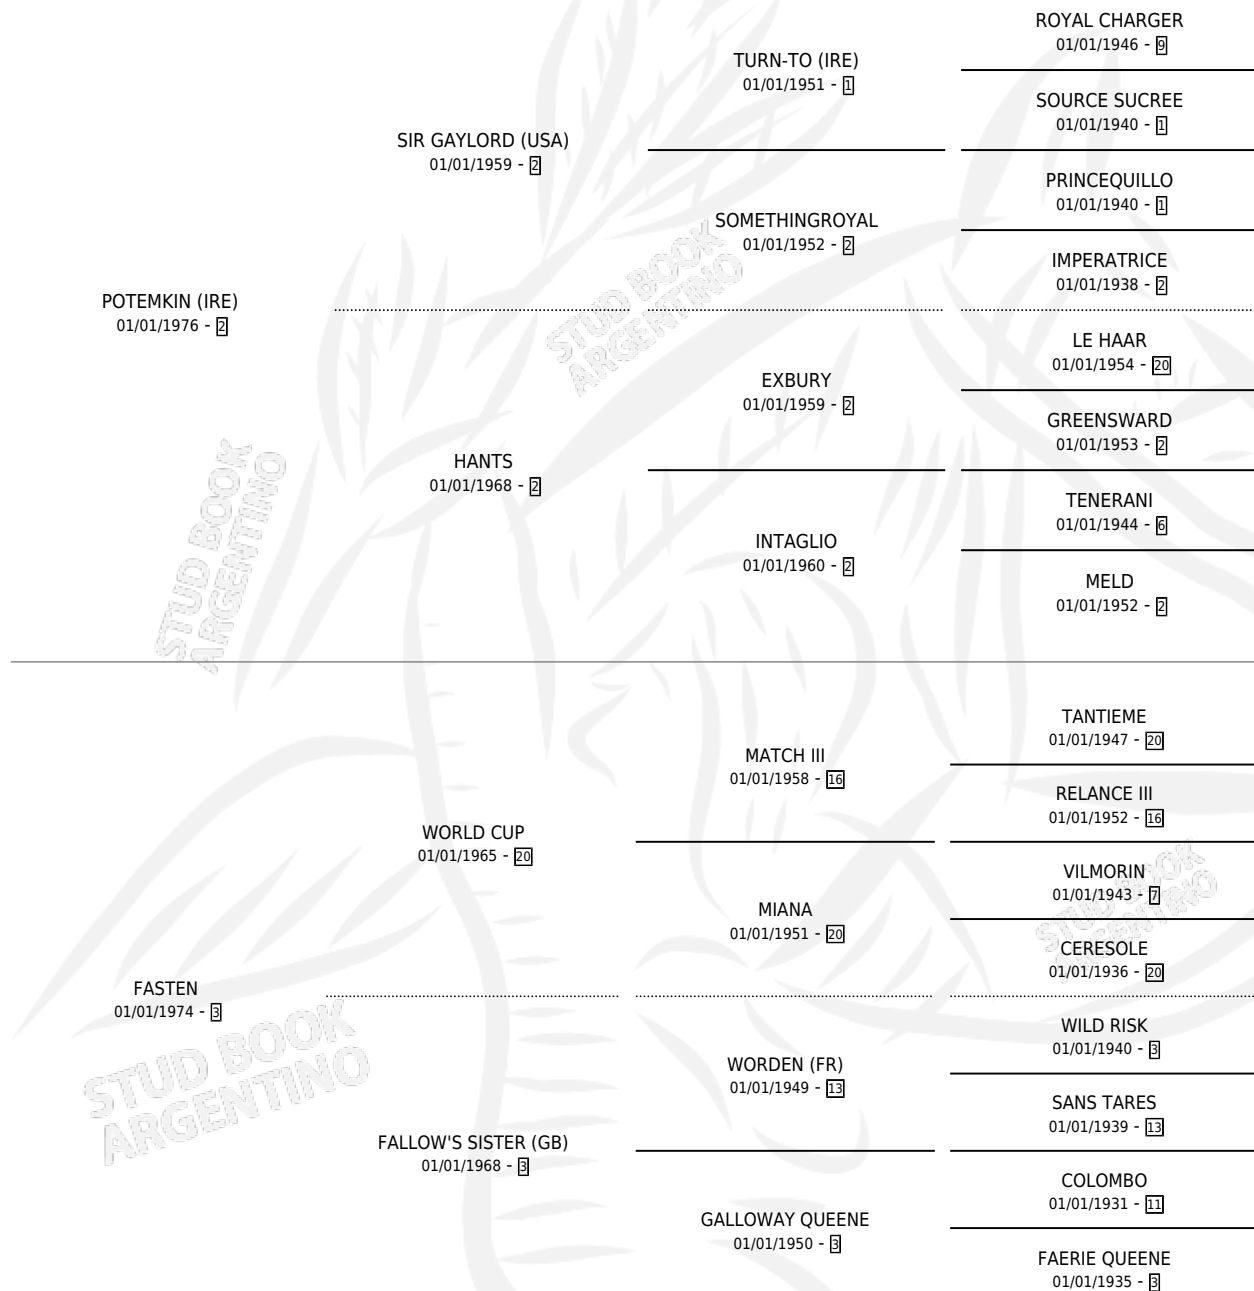 ROYAL CHARGER
01/01/1946 - 9
TURN-TO (IRE)
01/01/1951 - 1
SOURCE SUCREE
01/01/1940 - 1
SIR GAYLORD (USA)
01/01/1959 - 2
PRINCEQUILLO
01/01/1940 - 1
SOMETHINGROYAL
01/01/1952 - 2
IMPERATRICE
01/01/1938 - 2
POTEMKIN (IRE)
01/01/1976 - 2
STUD BOOK
ARGENTINO
LE HAAR
01/01/1954 - 20
EXBURY
01/01/1959 - 2
GREENSWARD
01/01/1953 - 2
HANTS
01/01/1968 - 2
TENERANI
01/01/1944 - 6
INTAGLIO
01/01/1960 - 2
MELD
01/01/1952 - 2
STUD BOOK
ARGENTINO
TANTIEME
01/01/1947 - 20
MATCH III
01/01/1958 - 16
RELANCE III
01/01/1952 - 16
WORLD CUP
01/01/1965 - 20
VILMORIN
01/01/1943 - 7
MIANA
01/01/1951 - 20
STUD BOOK
ARGENTINO
CERESOLE
01/01/1936 - 20
FASTEN
01/01/1974 - 3
STUD BOOK
ARGENTINO
WILD RISK
01/01/1940 - 3
WORDEN (FR)
01/01/1949 - 13
SANS TARES
01/01/1939 - 13
FALLOW'S SISTER (GB)
01/01/1968 - 3
COLOMBO
01/01/1931 - 11
GALLOWAY QUEENE
01/01/1950 - 3
FAERIE QUEENE
01/01/1935 - 3